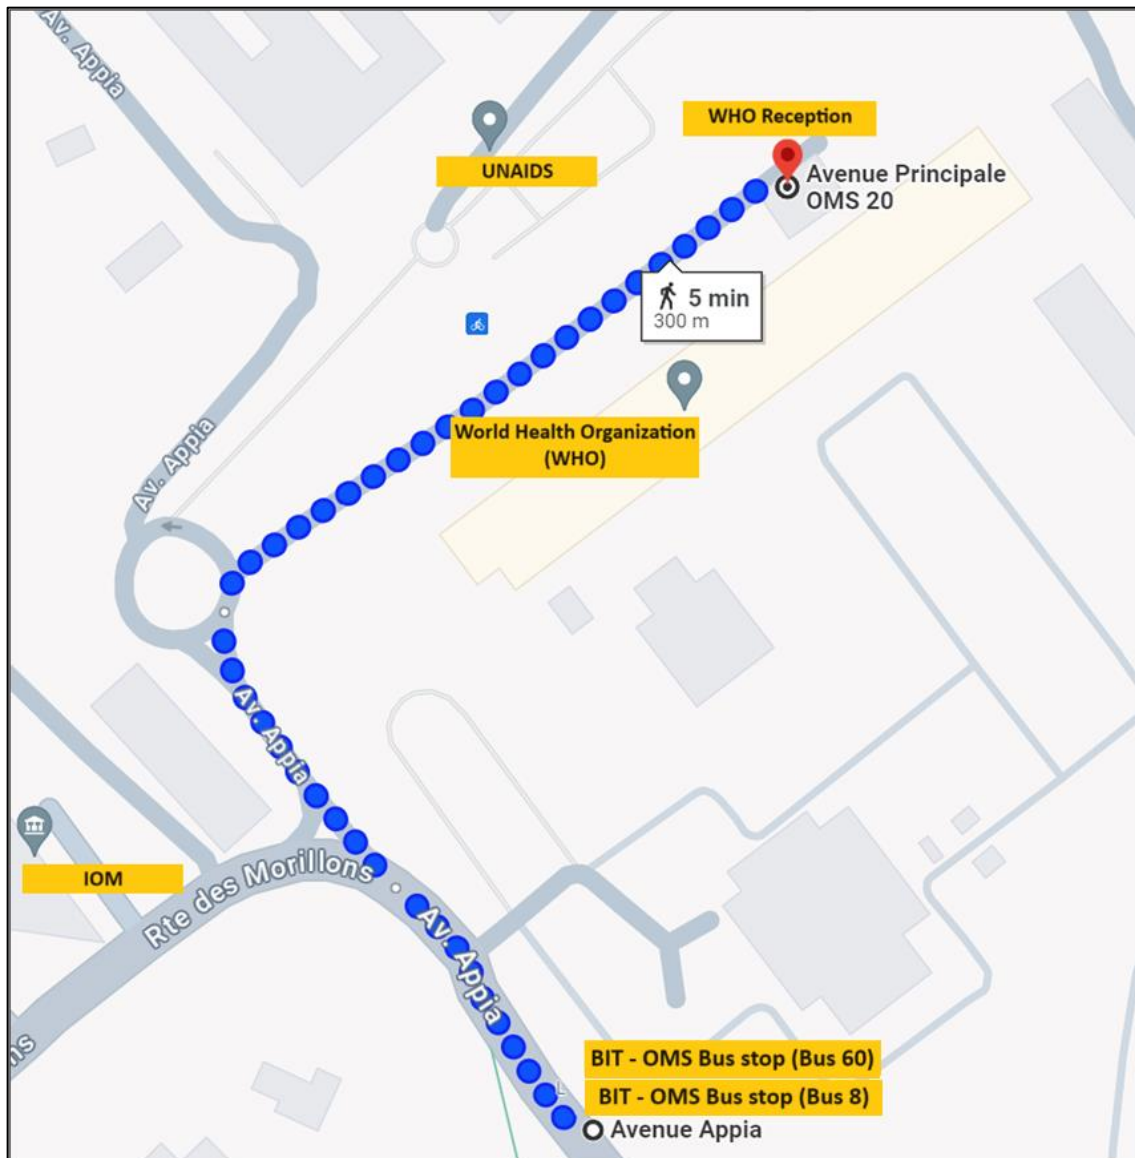 Av. Appia
WHO Reception
UNAIDS
Avenue Principale
OMS 20
5 min
300 m
World Health Organization
(WHO)
Av. Appia
Av. Appia
IOM
Rte des Morillons
Av. Appia
ns
BIT - OMS Bus stop (Bus 60)
BIT - OMS Bus stop (Bus 8)
Avenue Appia